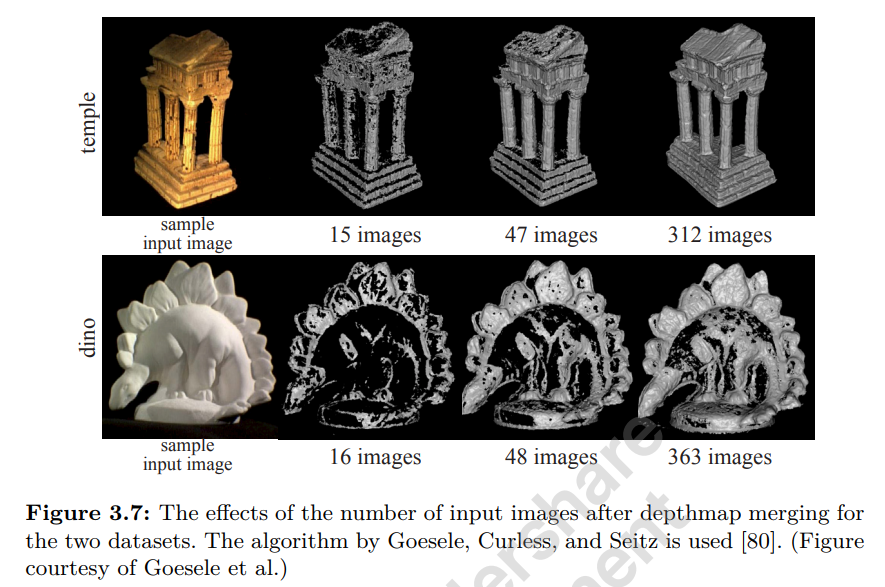 temple
sample
input image
15 images
47 images
312 images
dino
sample
input image
16 images
48 images
363 images
Figure 3.7: The effects of the number of input images after depthmap merging for
the two datasets. The algorithm by Goesele, Curless, and Seitz is used [80]. (Figure
courtesy of Goesele et al.)